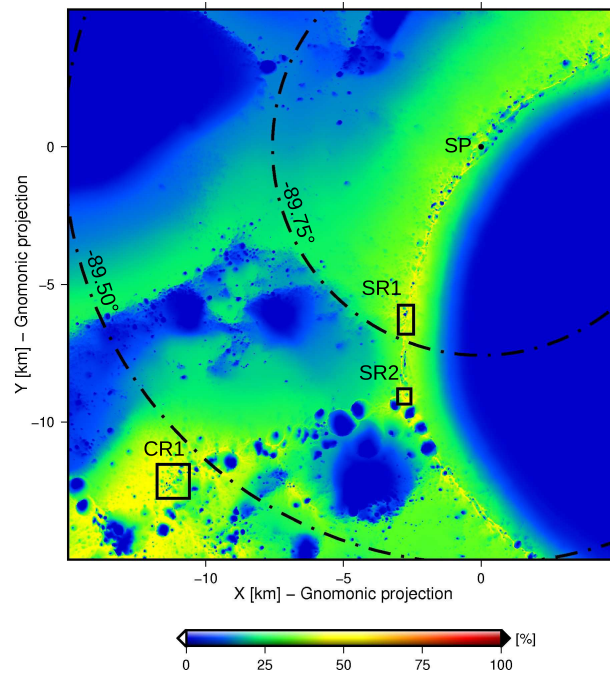 0
SP
-89.75°
-89.50°
−5
SR1
SR2
−10
CR1
−10
−5
0
X [km] − Gnomonic projection
Y [km] − Gnomonic projection
[%]
0
25
50
75
100